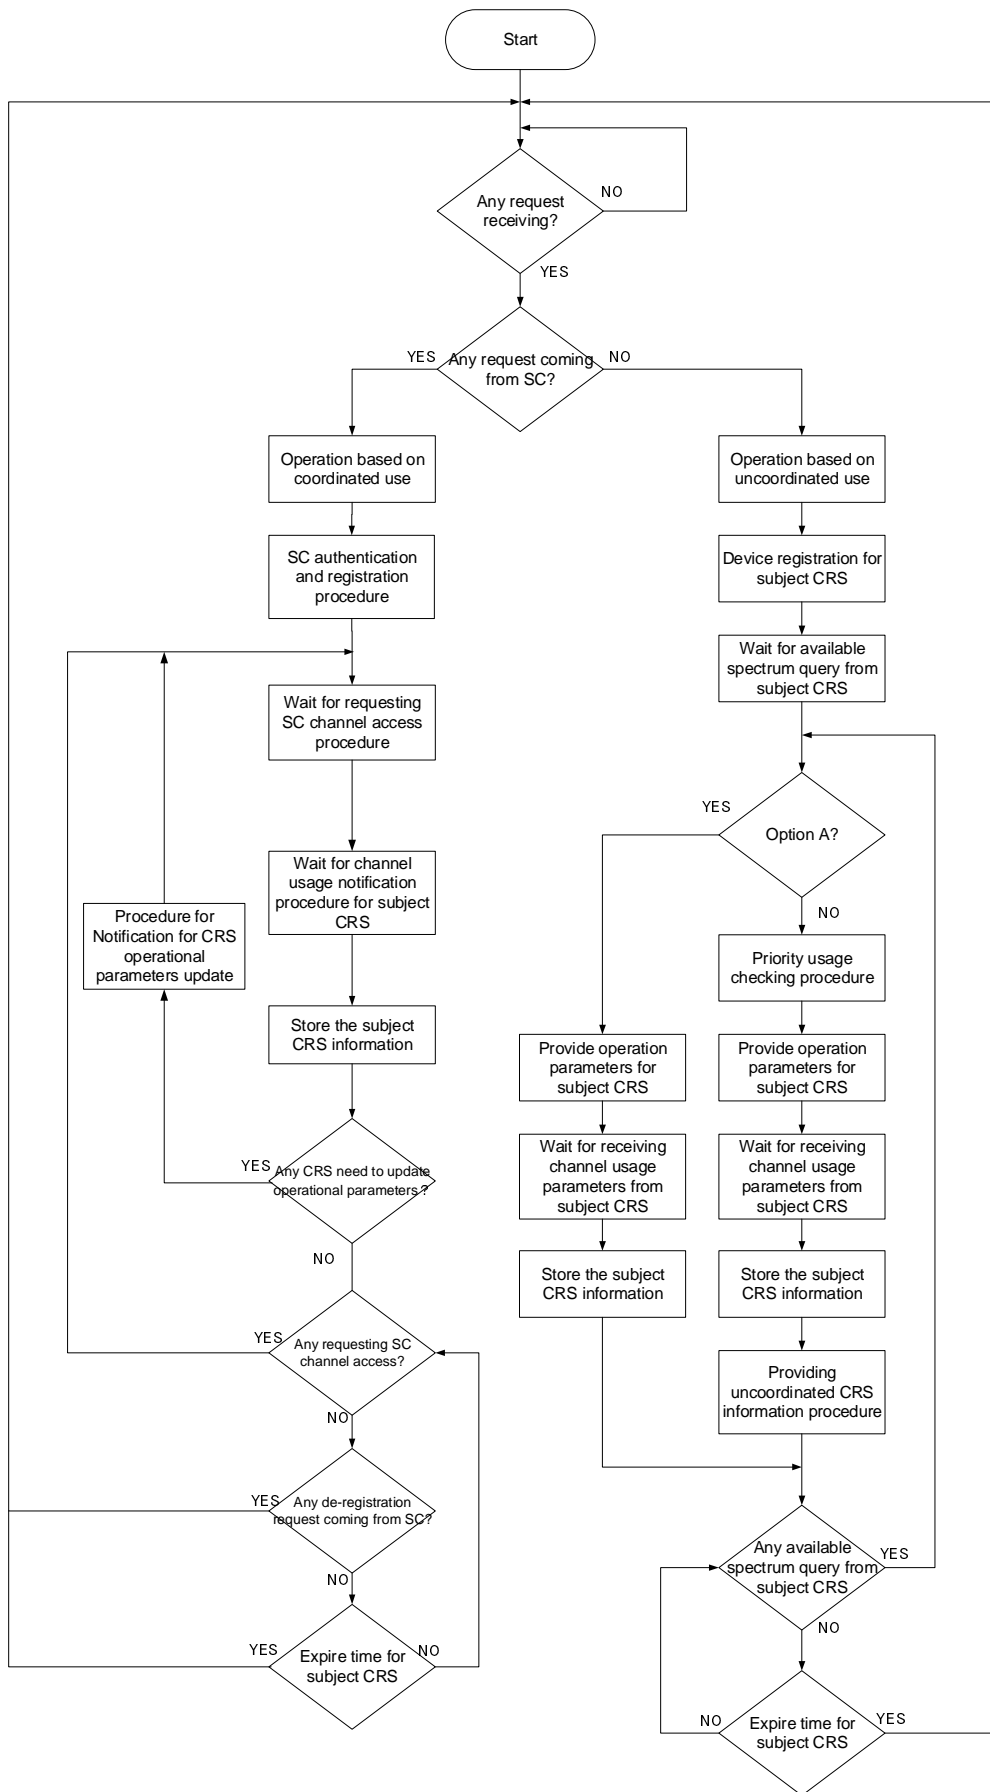 Start
Any request
receiving?
NO
YES
Any request coming
from SC?
YES
NO
Operation based on
coordinated use
SC authentication
and registration
procedure
Wait for requesting
SC channel access
procedure
Wait for channel
usage notification
procedure for subject
CRS
Procedure for
Notification for CRS
operational
parameters update
Store the subject
CRS information
YES
Any CRS need to update
operational parameters ?
NO
YES
Any requesting SC
channel access?
NO
YES
Any de-registration
request coming from SC?
NO
YES
Expire time for
subject CRS
NO
Operation based on
uncoordinated use
Device registration for
subject CRS
Wait for available
spectrum query from
subject CRS
YES
Option A?
NO
Priority usage
checking procedure
Provide operation
parameters for
subject CRS
Wait for receiving
channel usage
parameters from
subject CRS
Store the subject
CRS information
Provide operation
parameters for
subject CRS
Wait for receiving
channel usage
parameters from
subject CRS
Store the subject
CRS information
Providing
uncoordinated CRS
information procedure
Any available
spectrum query from
subject CRS
YES
NO
NO
Expire time for
subject CRS
YES